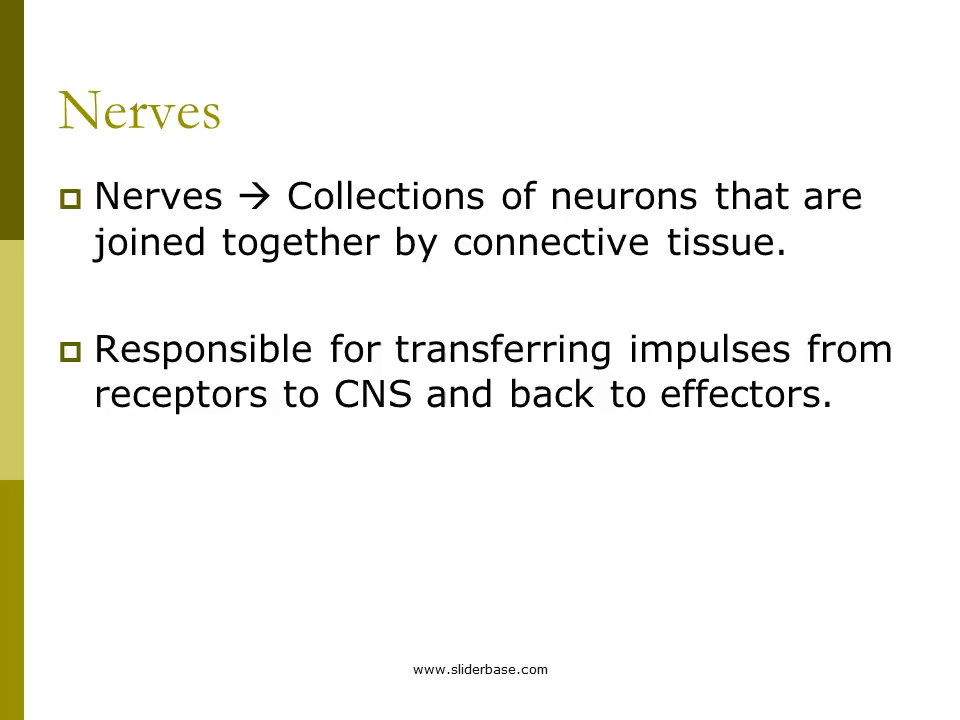 Nerves
Nerves → Collections of neurons that are
joined together by connective tissue.
Responsible for transferring impulses from
receptors to CNS and back to effectors.
www.sliderbase.com